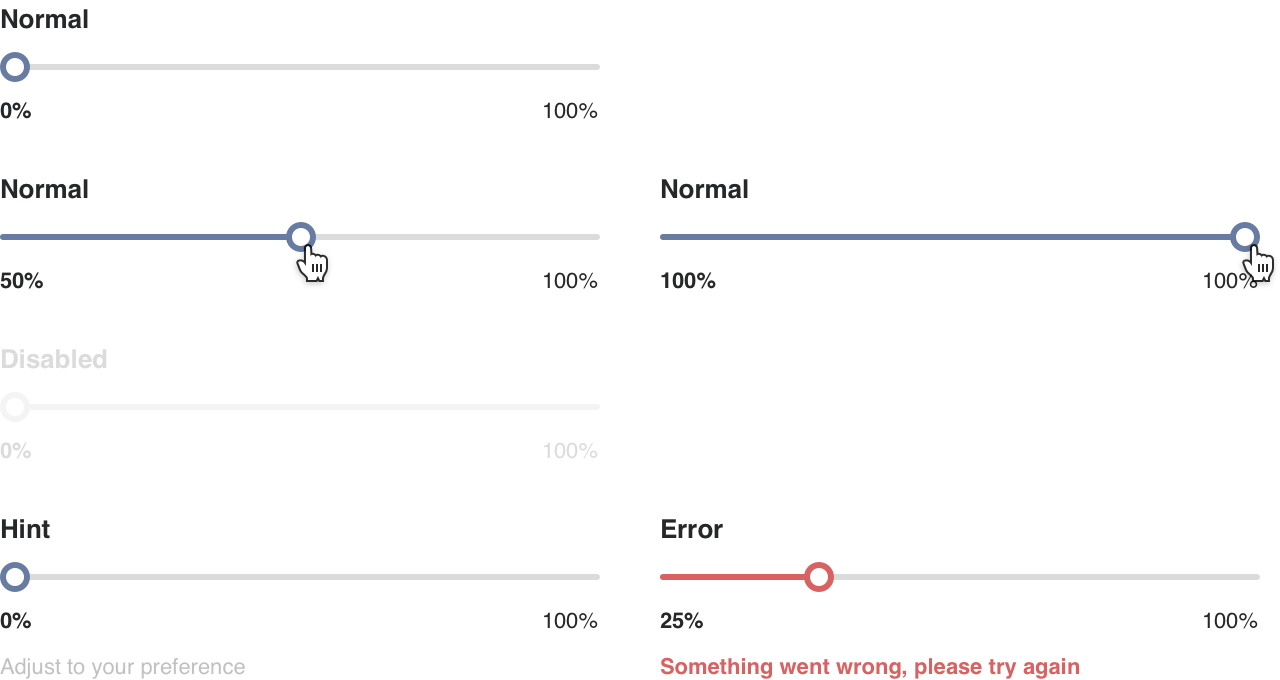 Normal
0% 100%
Normal
50% 100%
Normal
100% 100%
Disabled
0% 100%
Hint
0% 100%
Adjust to your preference
Error
25% 100%
Something went wrong, please try again